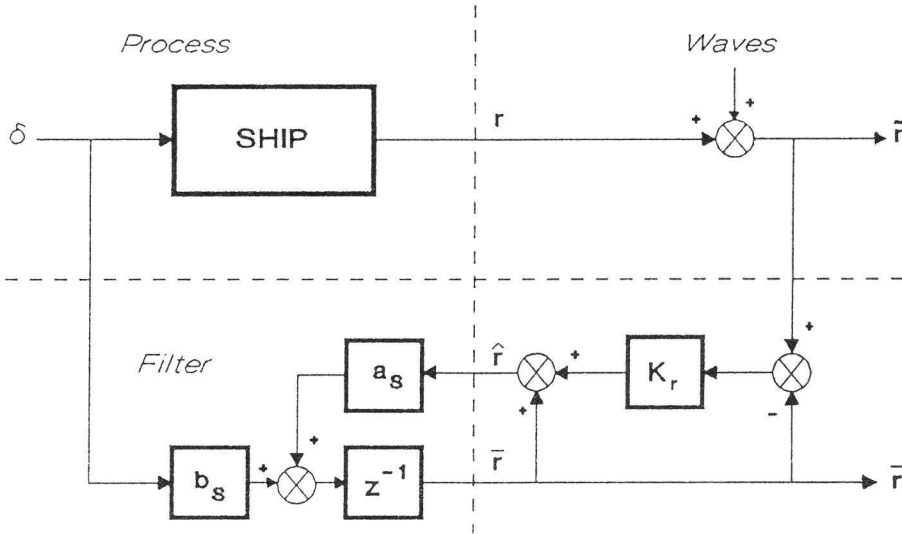 Process
Waves
δ
SHIP
r
+
+
r̃
Filter
a_s
r̂
+
K_r
+
+
+
-
b_s
+
z⁻¹
r̄
r̄